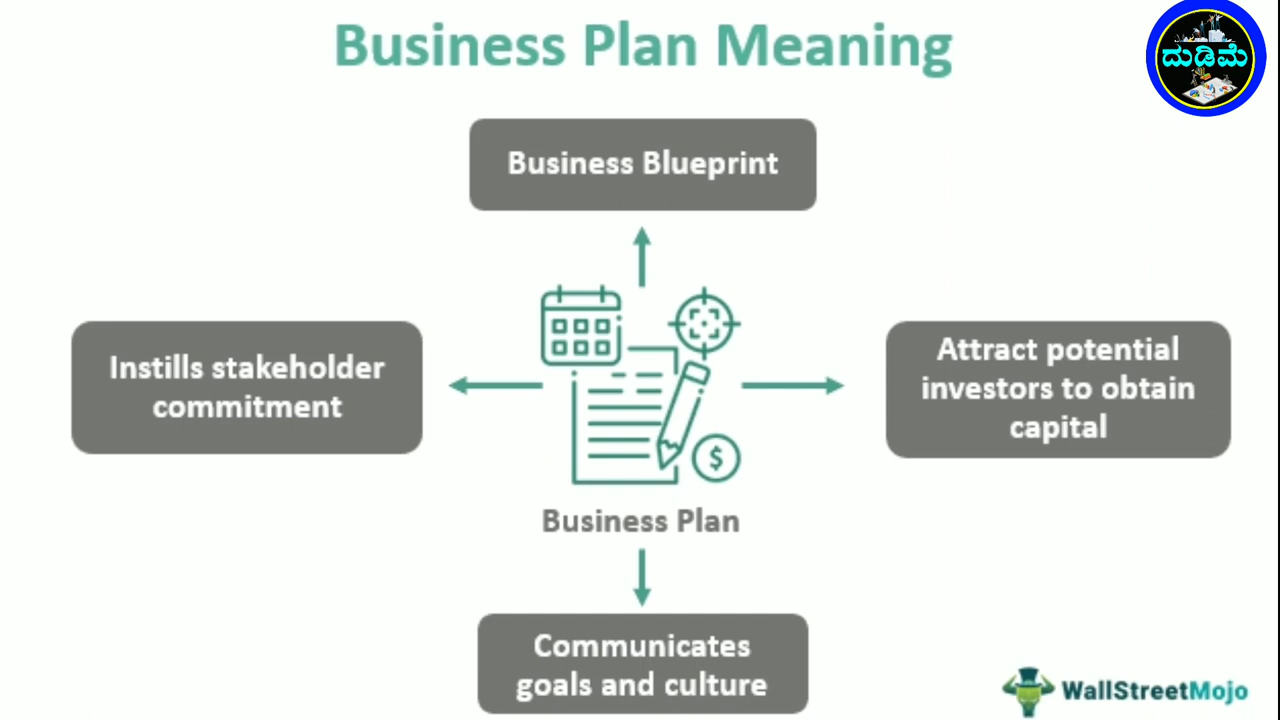 Business Plan Meaning
ದುಡಿಮೆ
Business Blueprint
Instills stakeholder
commitment
Attract potential
investors to obtain
capital
$
Business Plan
Communicates
goals and culture
WallStreetMojo